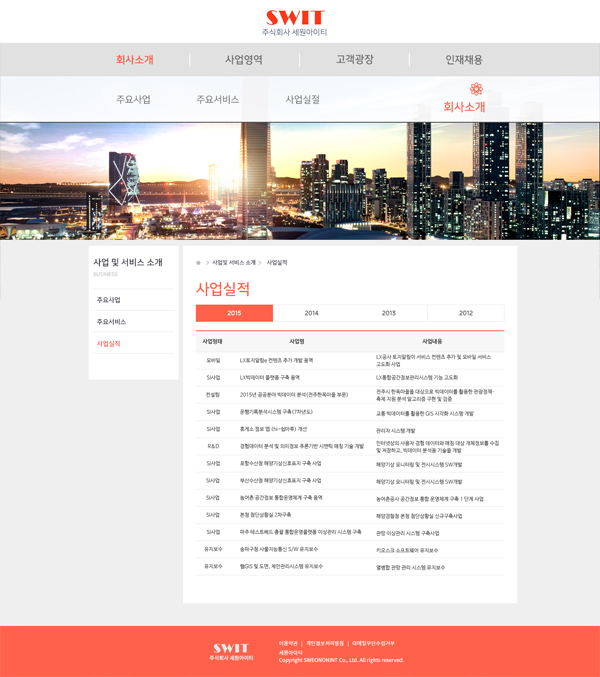 SWIT
주식회사 세원아이티
회사소개 사업영역 고객광장 인재채용
주요사업 주요서비스 사업실절
회사소개
사업 및 서비스 소개
BUSINESS
주요사업
주요서비스
사업실적
> 사업및 서비스 소개 > 사업실적
사업실적
2015 2014 2013 2012
사업형태 사업명 사업내용
모바일 LX토지알림e 컨텐츠 추가 개발 용역 LX공사 토지알림이 서비스 컨텐츠 추가 및 모바일 서비스
고도화 사업
SI사업 LX빅데이터 플랫폼 구축 용역 LX통합공간정보관리시스템 기능 고도화
컨설팅 2015년 공공분야 빅데이터 분석(전주한옥마을 부문) 전주시 한옥마을을 대상으로 빅데이터를 활용한 관광정책-
축제 지원 분석 알고리즘 구현 및 검증
SI사업 운행기록분석시스템 구축(7차년도) 교통 빅데이터를 활용한 GIS 시각화 시스템 개발
SI사업 휴게소 정보 앱 (hi-쉼마루) 개선 관리자 시스템 개발
R&D 경험데이터 분석 및 의미정보 추론기반 시맨틱 매칭 기술 개발 인터넷상의 사용자 경험 데이터와 매칭 대상 개체정보를 수집
및 저장하고, 빅데이터 분석용 기술을 개발
SI사업 포항수산청 해양기상신호표지 구축 사업 해양기상 모니터링 및 전시시스템 SW개발
SI사업 부산수산청 해양기상신호표지 구축 사업 해양기상 모니터링 및 전시시스템 SW개발
SI사업 농어촌 공간정보 통합운영체계 구축 용역 농어촌공사 공간정보 통합 운영체계 구축 1 단계 사업
SI사업 본청 첨단상황실 2차구축 해양경찰청 본청 첨단상황실 신규구축사업
SI사업 파주 테스트베드 총괄 통합운영플랫폼 이상관리 시스템 구축 관망 이상관리 시스템 구축사업
유지보수 송파구청 사물지능통신 S/W 유지보수 키오스크 소프트웨어 유지보수
유지보수 웹GIS 및 도면, 제안관리시스템 유지보수 열병합 관망 관리 시스템 유지보수
SWIT
주식회사 세원아이티
이용약관 | 개인정보처리방침 | 이메일무단수집거부
세원아이티
Copyright SWEONONINT Co., Ltd. All rights reserved.